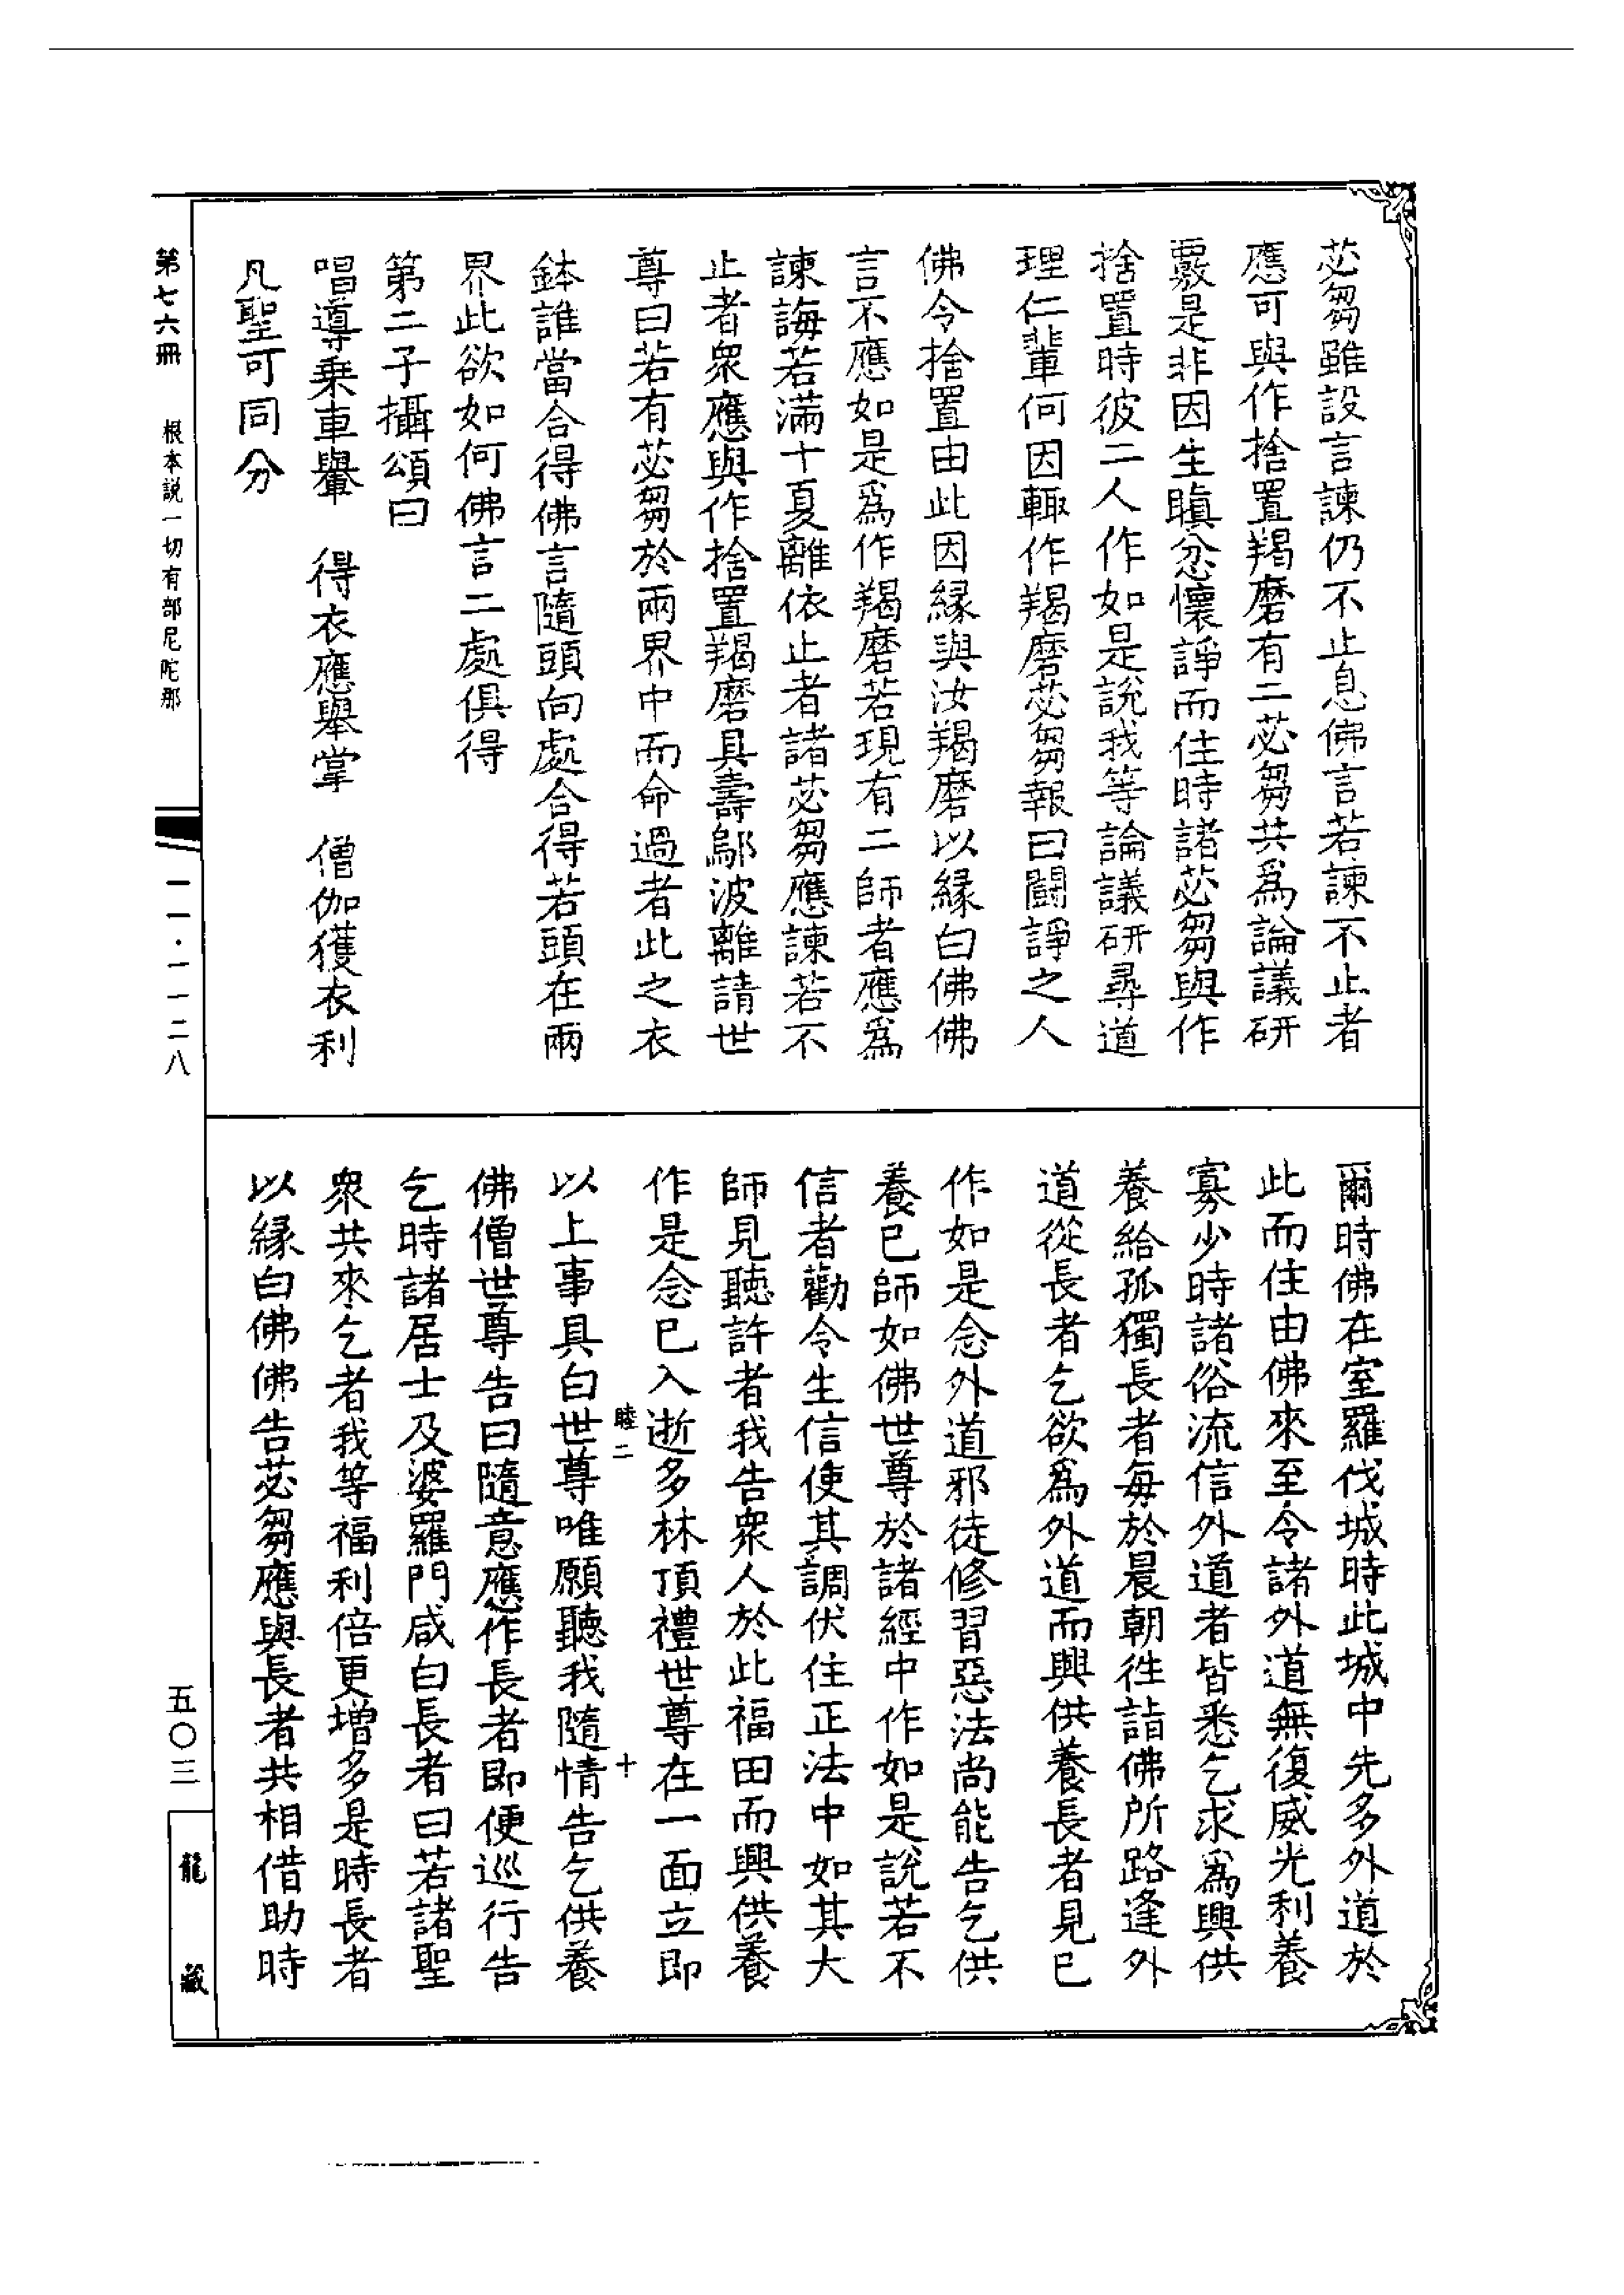 苾芻雖設言諫仍不止息佛言若諫不止者
應可與作捨置羯磨有二苾芻共爲論議研
覈是非因生瞋忿懷諍而住時諸苾芻與作
捨置時彼二人作如是說我等論議研尋道
理仁輩何因輒作羯磨苾芻報曰鬬諍之人
佛令捨置由此因緣與汝羯磨以緣白佛佛
言不應如是爲作羯磨若現有二師者應爲
諫誨若滿十夏離依止者諸苾芻應諫若不
止者衆應與作捨置羯磨具壽鄔波離請世
尊曰若有苾芻於兩界中而命過者此之衣
鉢誰當合得佛言隨頭向處合得若頭在兩
界此欲如何佛言二處俱得
第二子攝頌曰
唱導乘車轝　得衣應舉掌　僧伽獲衣利
凡聖可同分
爾時佛在室羅伐城時此城中先多外道於
此而住由佛來至令諸外道無復威光利養
寡少時諸俗流信外道者皆悉乞求爲興供
養給孤獨長者每於晨朝往詣佛所路逢外
道從長者乞欲爲外道而興供養長者見已
作如是念外道邪徒修習惡法尚能告乞供
養已師如佛世尊於諸經中作如是說若不
信者勸令生信使其調伏住正法中如其大
師見聽許者我告衆人於此福田而興供養
作是念已入逝多林頂禮世尊在一面立即
睦二　十
以上事具白世尊唯願聽我隨情告乞供養
佛僧世尊告曰隨意應作長者即便巡行告
乞時諸居士及婆羅門咸白長者曰若諸聖
衆共來乞者我等福利倍更增多是時長者
以緣白佛佛告苾芻應與長者共相借助時
第七六冊　根本說一切有部尼陀那
一一·一一二八
五〇三
龍藏